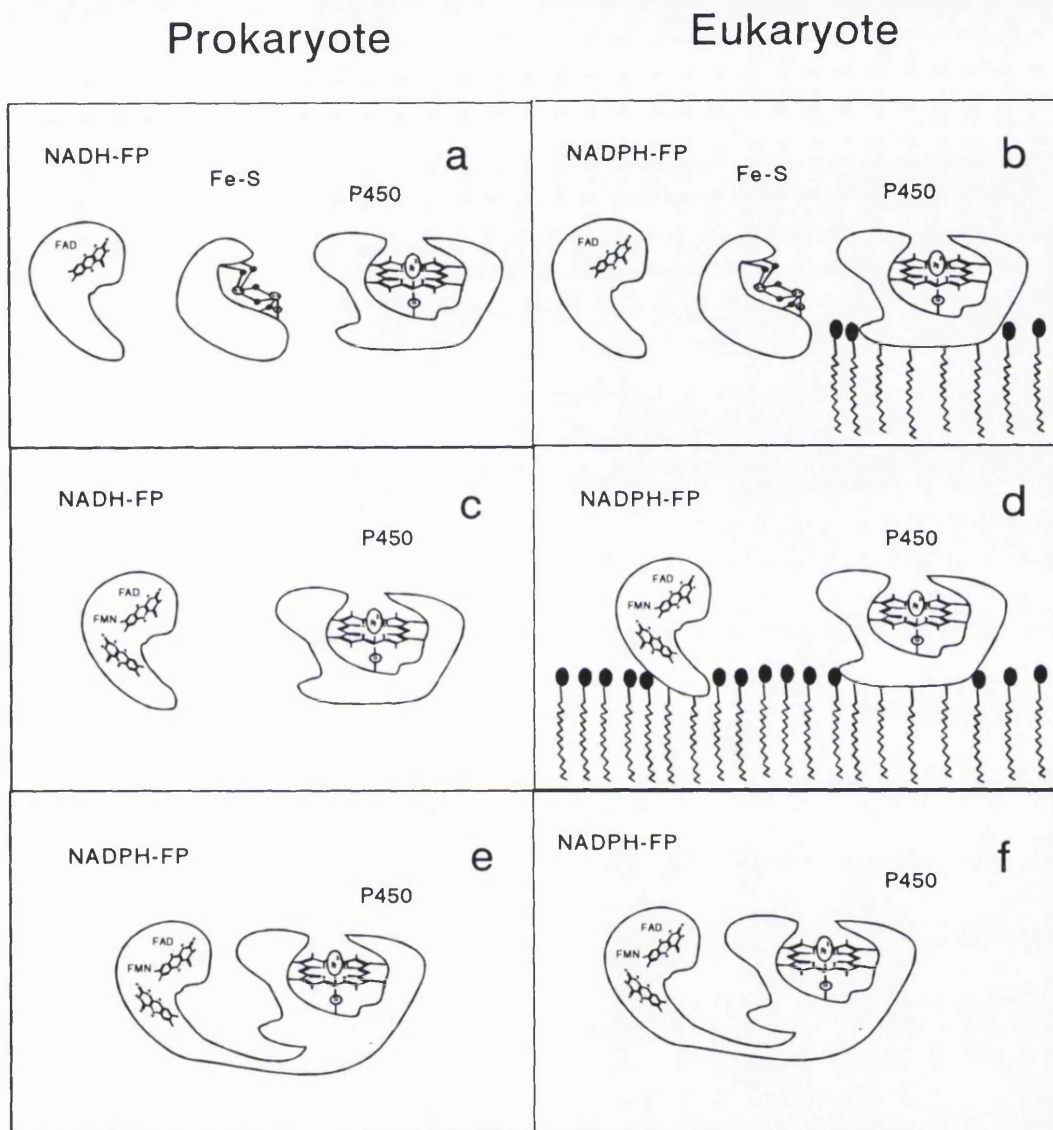 Prokaryote
Eukaryote
NADH-FP
a
Fe-S
P450
FAD
NADPH-FP
b
Fe-S
P450
FAD
NADH-FP
c
P450
FAD
FMN
NADPH-FP
d
P450
FAD
FMN
NADPH-FP
e
P450
FAD
FMN
NADPH-FP
f
P450
FAD
FMN